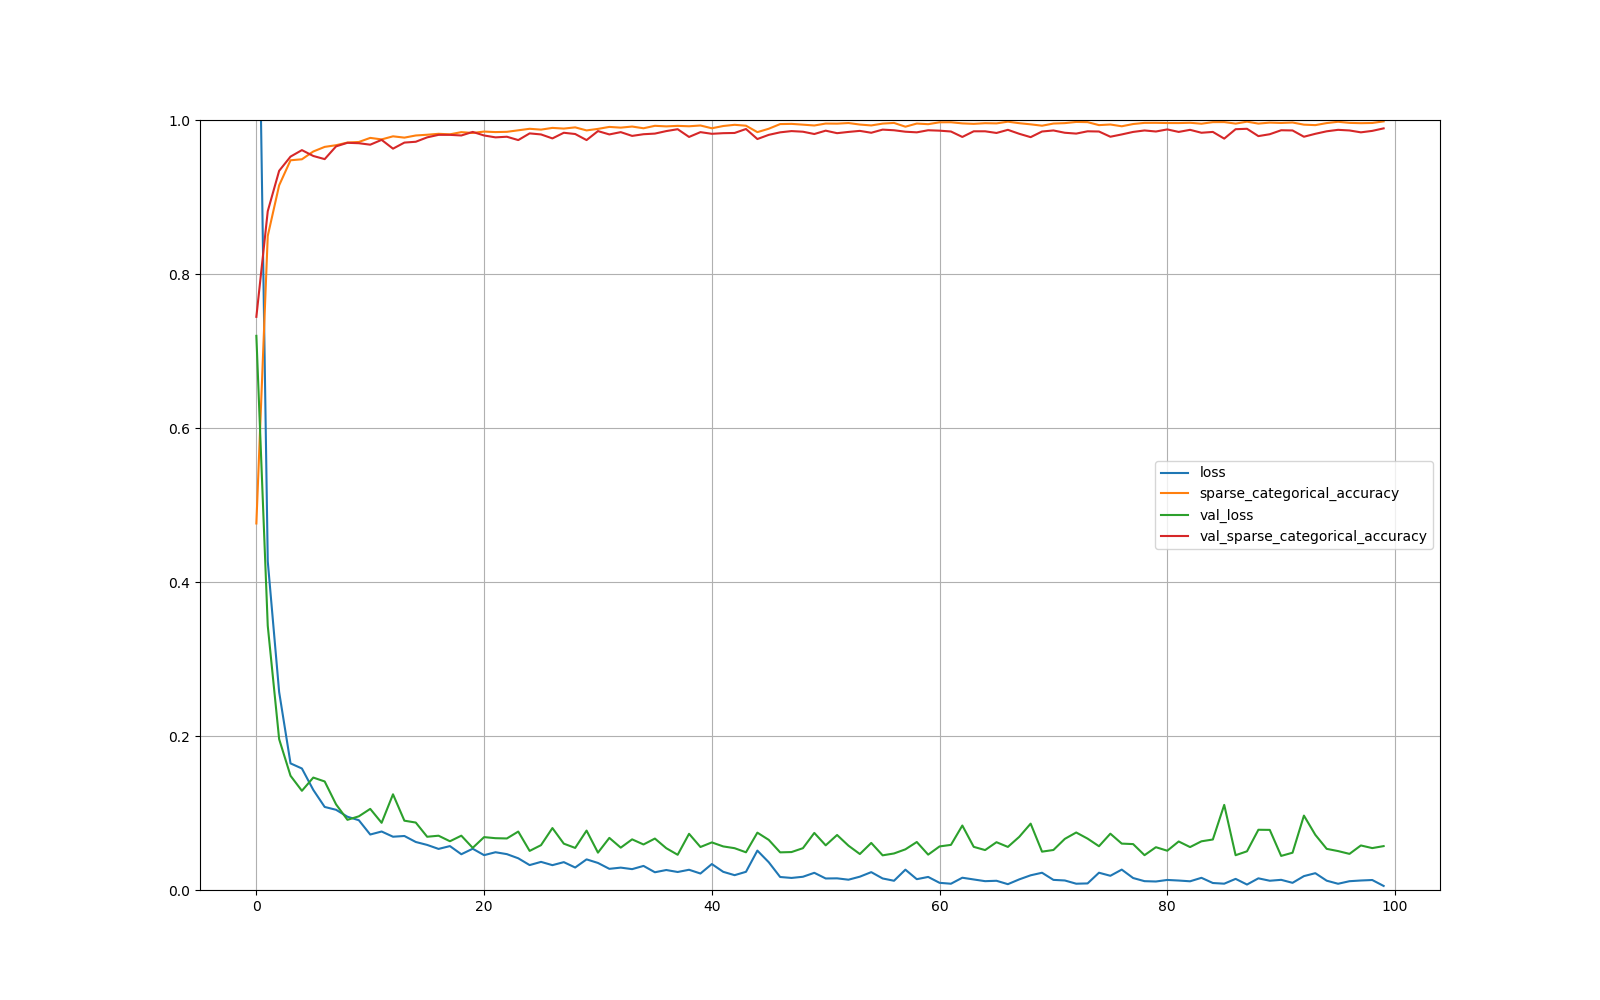 1.0
0.8
0.6
0.4
0.2
0.0
loss
sparse_categorical_accuracy
val_loss
val_sparse_categorical_accuracy
0 20 40 60 80 100